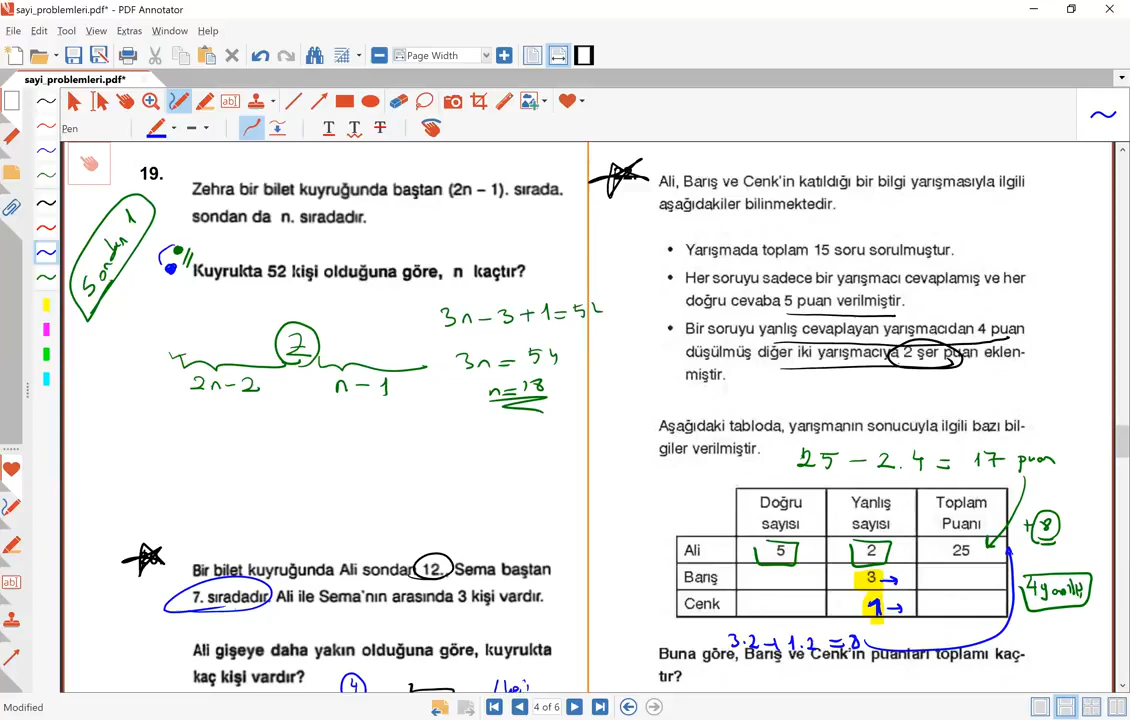 sayi_problemleri.pdf* - PDF Annotator
File Edit Tool View Extras Window Help
Page Width
sayi_problemleri.pdf*
Pen
19.
Zehra bir bilet kuyruğunda baştan (2n – 1). sırada.
sondan da n. sıradadır.
Kuyrukta 52 kişi olduğuna göre, n kaçtır?
Sondan 1
3n - 3 + 1 = 52
Z
3n = 54
2n-2
n-1
n=18
Bir bilet kuyruğunda Ali sondan 12. Sema baştan
7. sıradadır. Ali ile Sema'nın arasında 3 kişi vardır.
Ali gişeye daha yakın olduğuna göre, kuyrukta
kaç kişi vardır?
4
Ali, Barış ve Cenk'in katıldığı bir bilgi yarışmasıyla ilgili
aşağıdakiler bilinmektedir.
• Yarışmada toplam 15 soru sorulmuştur.
• Her soruyu sadece bir yarışmacı cevaplamış ve her
doğru cevaba 5 puan verilmiştir.
• Bir soruyu yanlış cevaplayan yarışmacıdan 4 puan
düşülmüş diğer iki yarışmacıya 2 şer puan eklen-
miştir.
Aşağıdaki tabloda, yarışmanın sonucuyla ilgili bazı bil-
giler verilmiştir.
25 - 2.4 = 17 puan
Doğru sayısı Yanlış sayısı Toplam Puanı
+8
Ali 5 2 25
Barış 3
4 yanlış
Cenk 1
3.2 + 1.2 = 8
Buna göre, Barış ve Cenk'in puanları toplamı kaç-
tır?
Modified
4 of 6